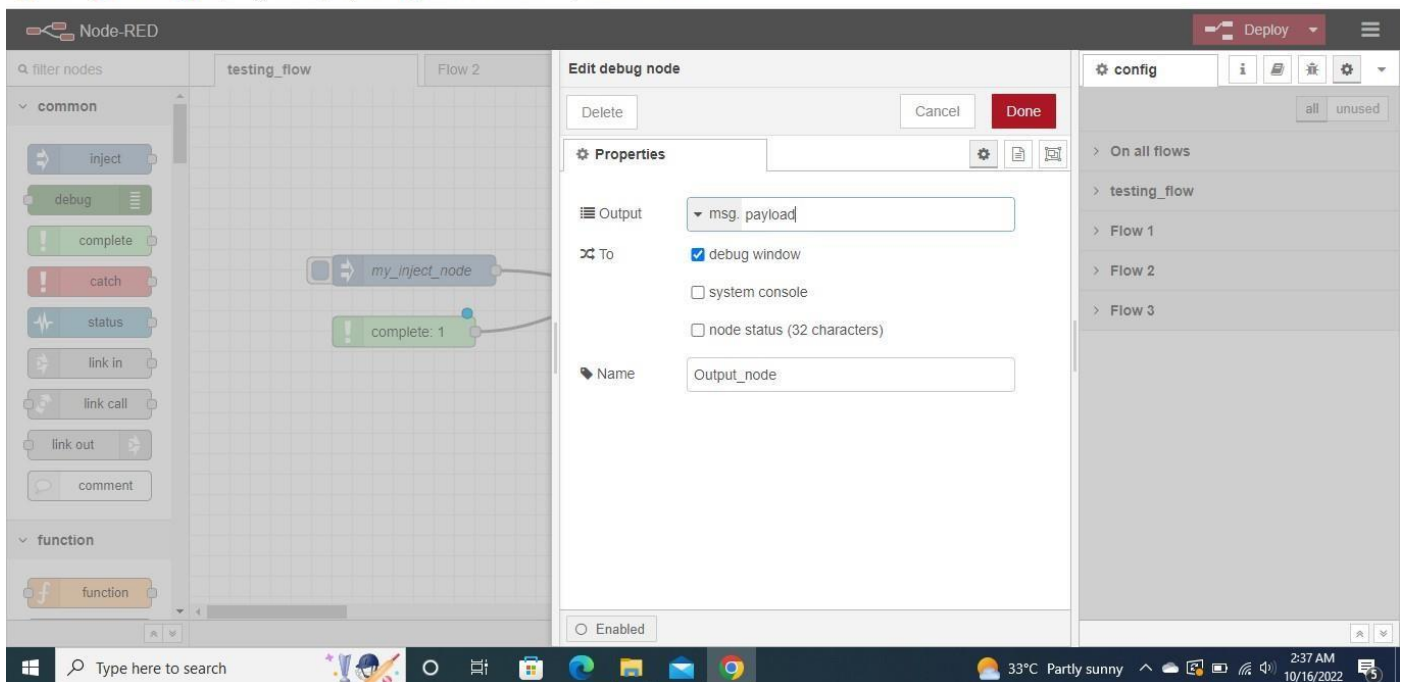 Node-RED
Deploy
filter nodes
testing_flow
Flow 2
Edit debug node
config
i
common
Delete
Cancel
Done
all
unused
inject
Properties
On all flows
debug
testing_flow
Output
msg. payload
complete
Flow 1
To
debug window
my_inject_node
Flow 2
catch
system console
Flow 3
status
complete: 1
node status (32 characters)
link in
Name
Output_node
link call
link out
comment
function
function
Enabled
Type here to search
33°C Partly sunny
2:37 AM
10/16/2022
5